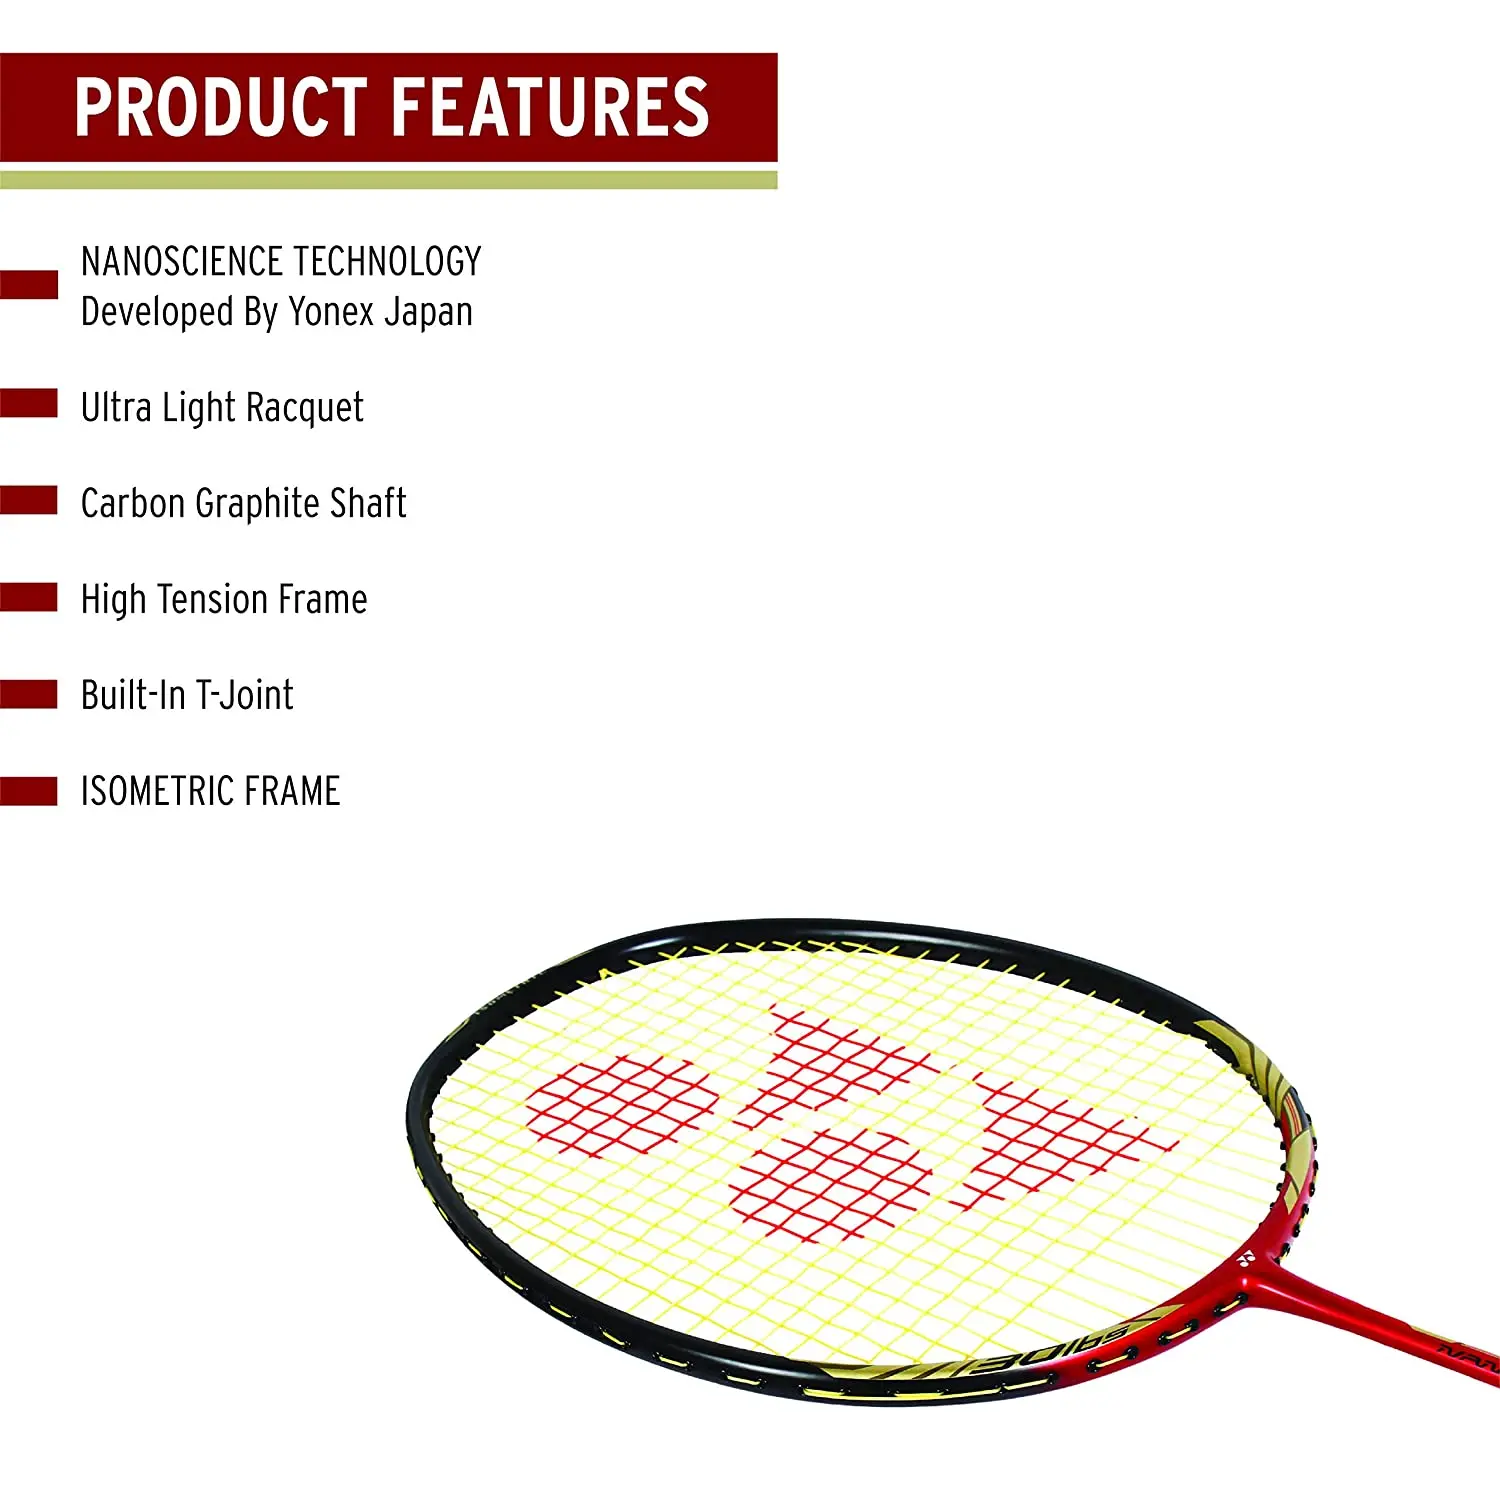 PRODUCT FEATURES
NANOSCIENCE TECHNOLOGY
Developed By Yonex Japan
Ultra Light Racquet
Carbon Graphite Shaft
High Tension Frame
Built-In T-Joint
ISOMETRIC FRAME
30lbs